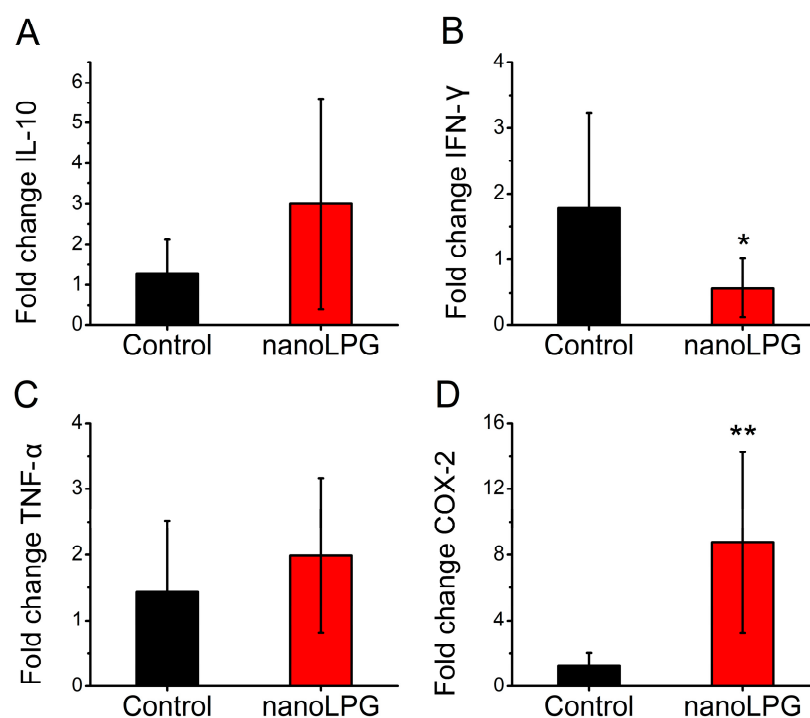 A
Fold change IL-10
6
5
4
3
2
1
0
Control nanoLPG
B
Fold change IFN-γ
4
3
2
1
0
*
Control nanoLPG
C
Fold change TNF-α
4
3
2
1
0
Control nanoLPG
D
Fold change COX-2
16
12
8
4
0
**
Control nanoLPG